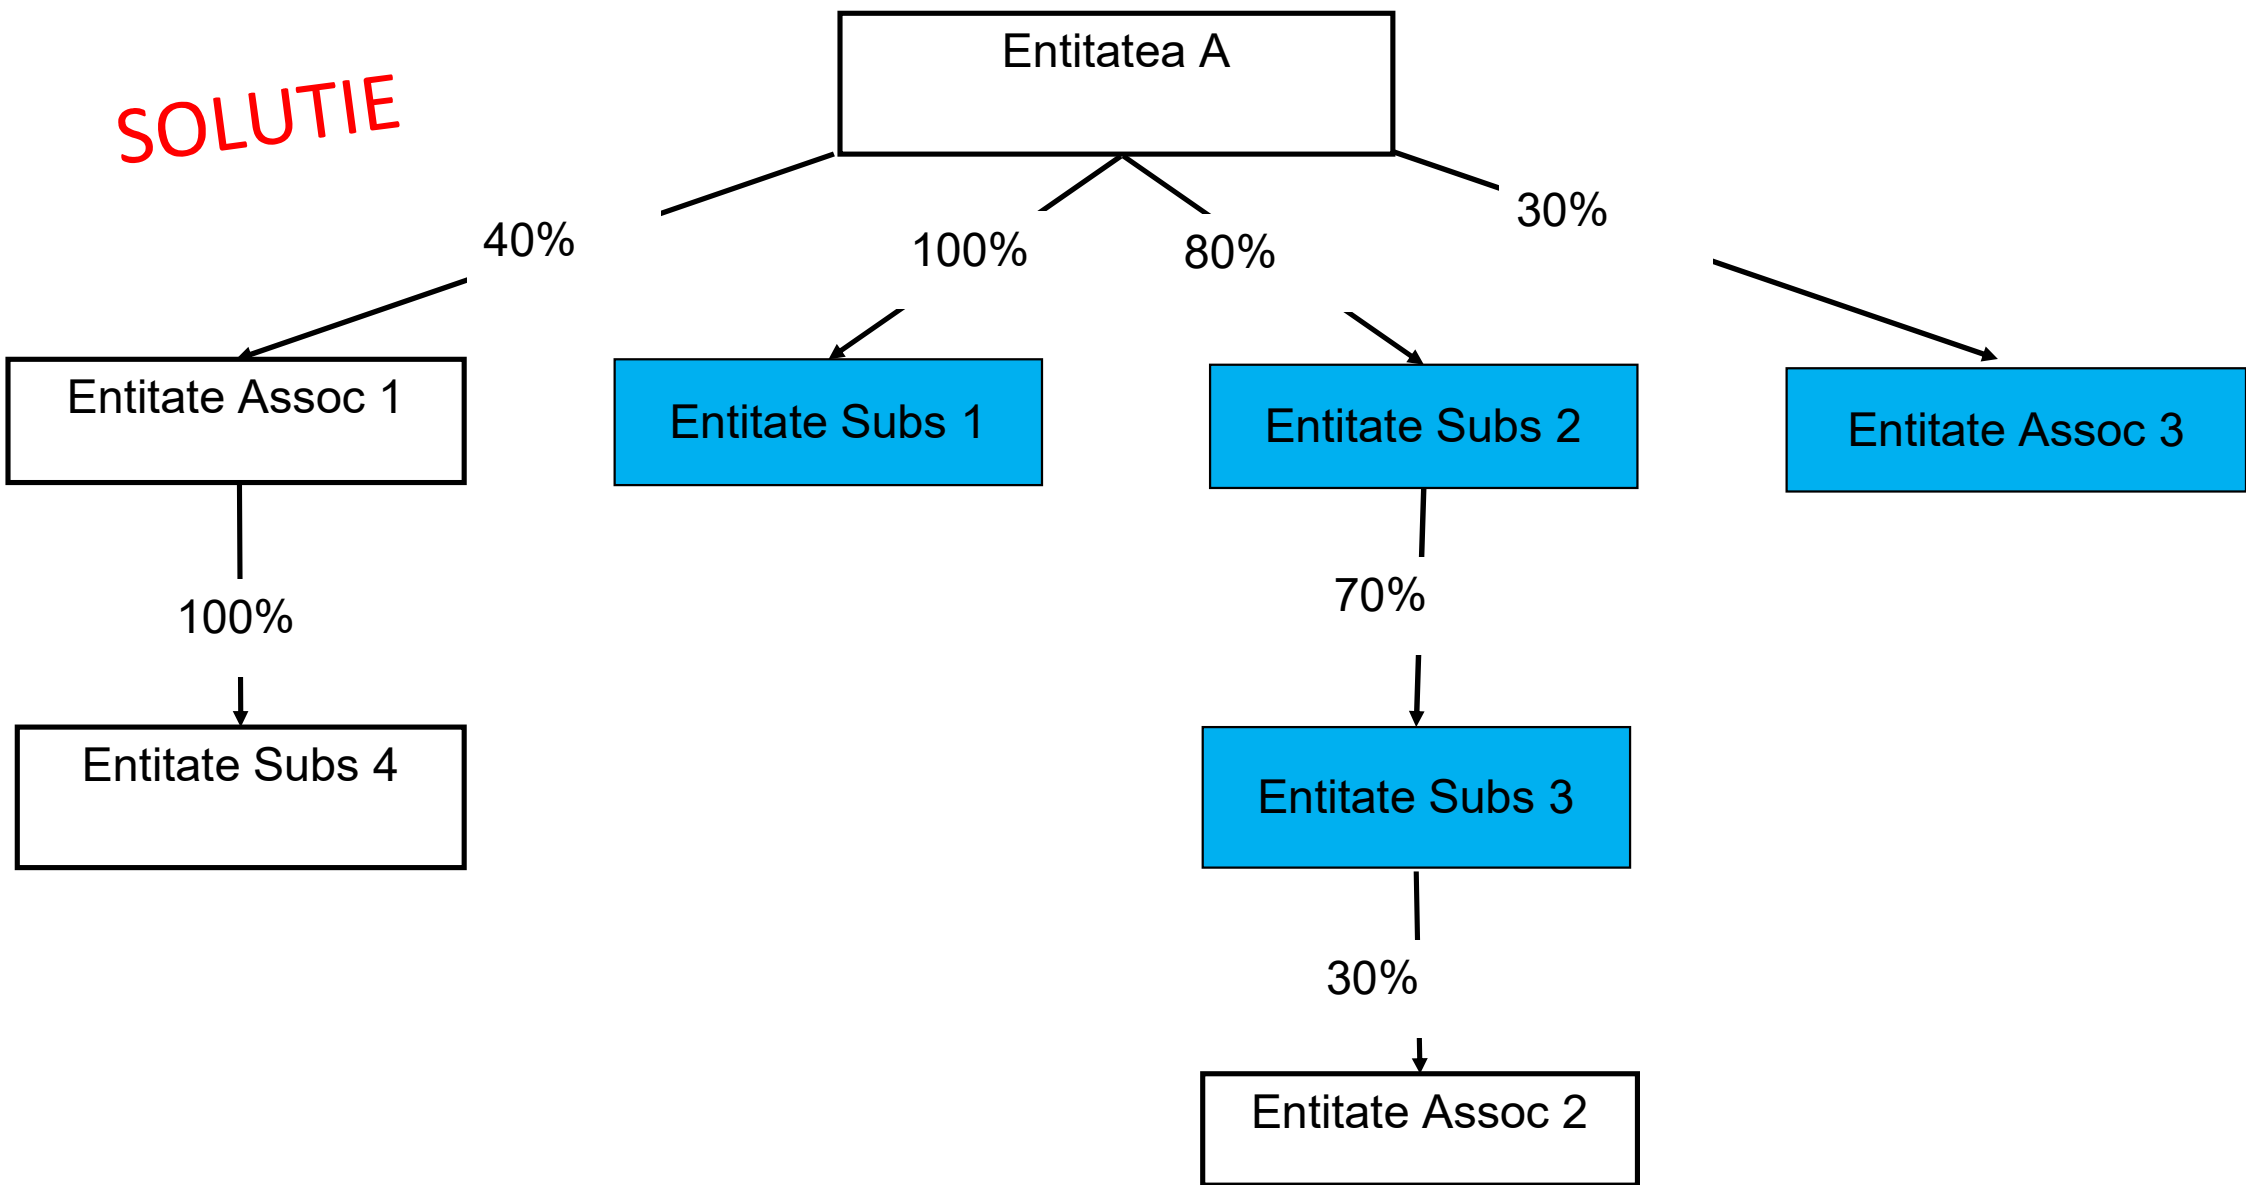 Entitatea A
SOLUTIE
40%
100%
80%
30%
Entitate Assoc 1
Entitate Subs 1
Entitate Subs 2
Entitate Assoc 3
100%
70%
Entitate Subs 4
Entitate Subs 3
30%
Entitate Assoc 2